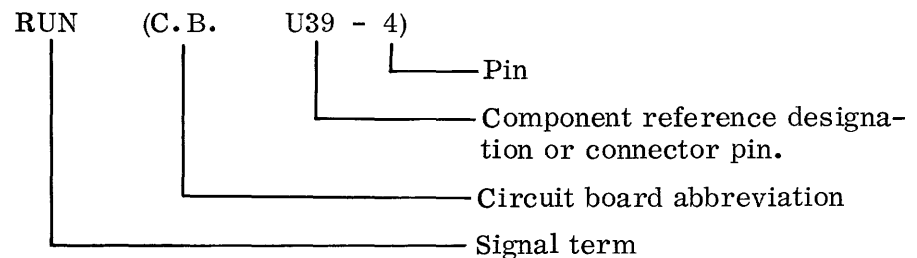 RUN (C.B. U39 - 4)
Pin
Component reference designa-
tion or connector pin.
Circuit board abbreviation
Signal term